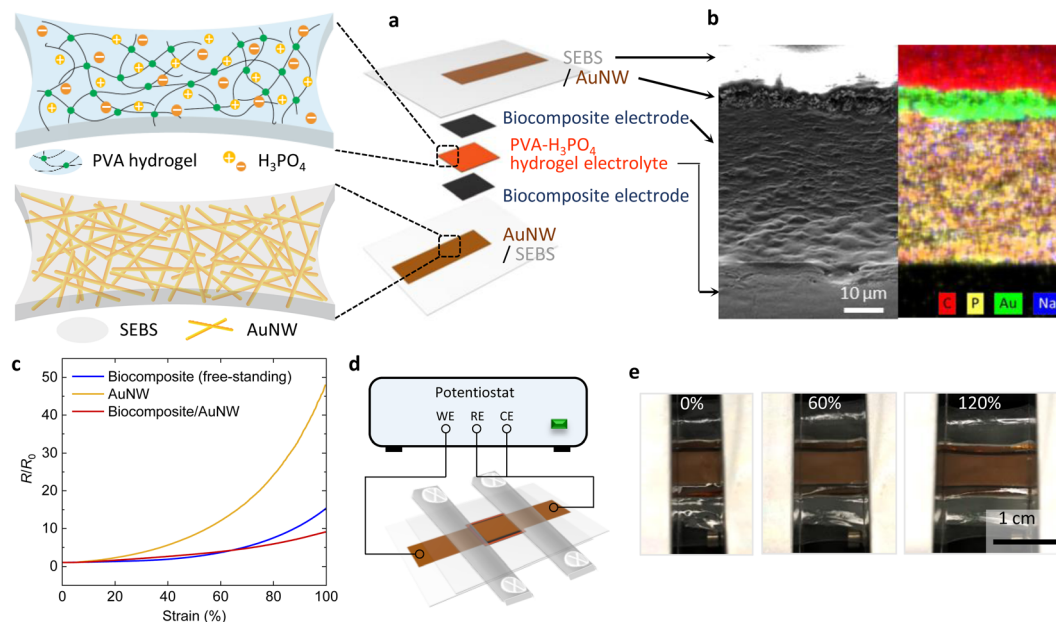 a
SEBS
/ AuNW
Biocomposite electrode
PVA-H₃PO₄
hydrogel electrolyte
Biocomposite electrode
AuNW
/ SEBS
PVA hydrogel
H₃PO₄
SEBS
AuNW
b
10 µm
C
P
Au
Na
c
Biocomposite (free-standing)
AuNW
Biocomposite/AuNW
R/R₀
50
40
30
20
10
0
0 20 40 60 80 100
Strain (%)
d
Potentiostat
WE RE CE
e
0%
60%
120%
1 cm